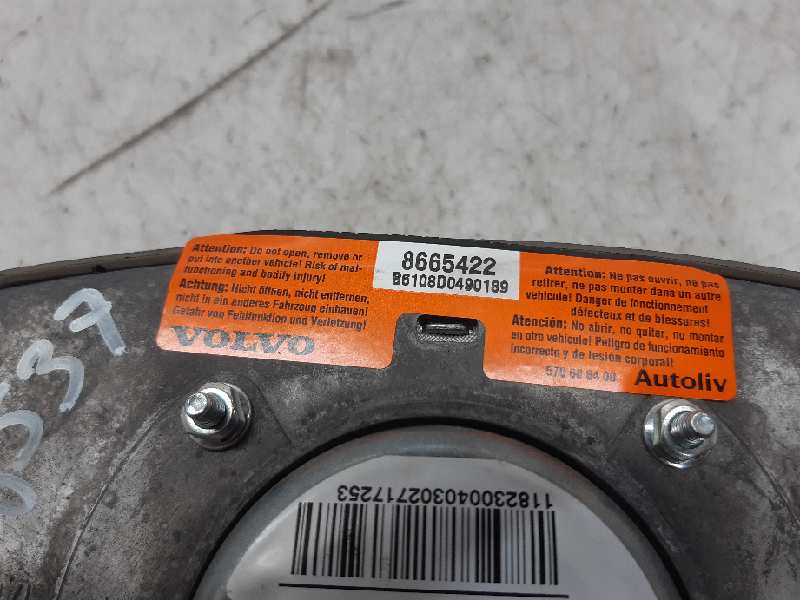 Attention: Do not open, remove or
put into another vehicle! Risk of mal-
functioning and bodily injury!
Achtung: Nicht öffnen, nicht entfernen,
nicht in ein anderes Fahrzeug einbauen!
Gefahr von Fehlfunktion und Verletzung!
VOLVO
8665422
B6108D0490189
Attention: Ne pas ouvrir, ne pas
retirer, ne pas monter dans un autre
véhicule! Danger de fonctionnement
défecteux et de blessures!
Atención: No abrir, no quitar, no montar
en otro vehículo! Peligro de funcionamiento
incorrecto y de lesión corporal!
570 68 84 00 Autoliv
537
1182300040302717253